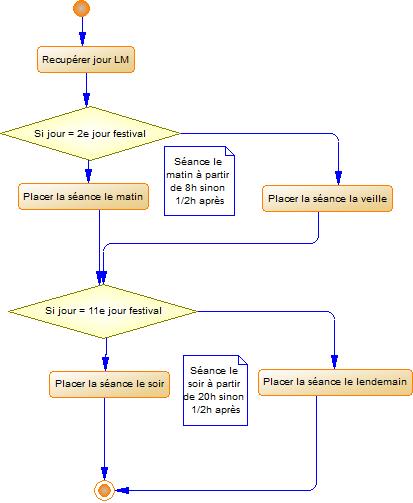 Recupérer jour LM
Si jour = 2e jour festival
Séance le
matin à partir
de 8h sinon
1/2h après
Placer la séance le matin
Placer la séance la veille
Si jour = 11e jour festival
Séance le
soir à partir
de 20h sinon
1/2h après
Placer la séance le soir
Placer la séance le lendemain